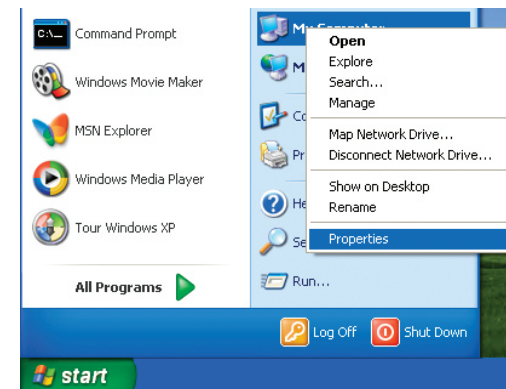 C:\_
Command Prompt
Windows Movie Maker
MSN Explorer
Windows Media Player
Tour Windows XP
All Programs
Open
Explore
Search...
Manage
Map Network Drive...
Disconnect Network Drive...
Show on Desktop
Rename
Properties
Run...
Log Off
Shut Down
start